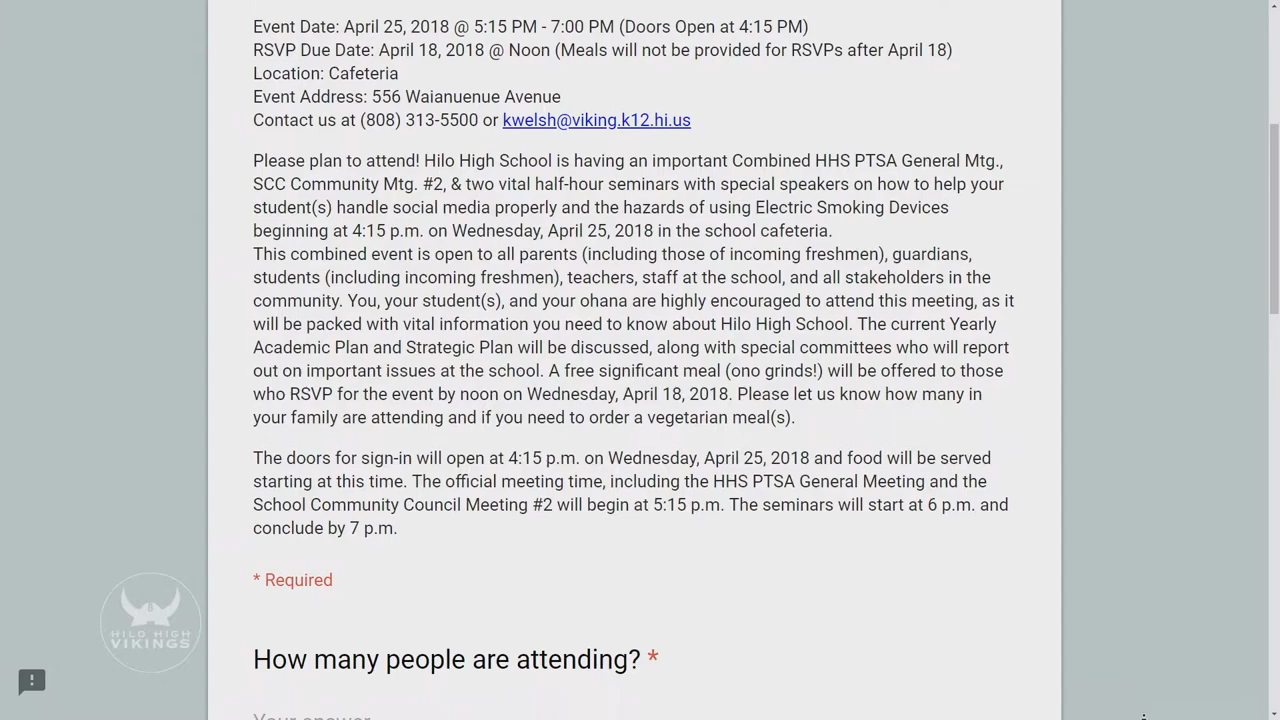 Event Date: April 25, 2018 @ 5:15 PM - 7:00 PM (Doors Open at 4:15 PM)
RSVP Due Date: April 18, 2018 @ Noon (Meals will not be provided for RSVPs after April 18)
Location: Cafeteria
Event Address: 556 Waianuenue Avenue
Contact us at (808) 313-5500 or kwelsh@viking.k12.hi.us
Please plan to attend! Hilo High School is having an important Combined HHS PTSA General Mtg.,
SCC Community Mtg. #2, & two vital half-hour seminars with special speakers on how to help your
student(s) handle social media properly and the hazards of using Electric Smoking Devices
beginning at 4:15 p.m. on Wednesday, April 25, 2018 in the school cafeteria.
This combined event is open to all parents (including those of incoming freshmen), guardians,
students (including incoming freshmen), teachers, staff at the school, and all stakeholders in the
community. You, your student(s), and your ohana are highly encouraged to attend this meeting, as it
will be packed with vital information you need to know about Hilo High School. The current Yearly
Academic Plan and Strategic Plan will be discussed, along with special committees who will report
out on important issues at the school. A free significant meal (ono grinds!) will be offered to those
who RSVP for the event by noon on Wednesday, April 18, 2018. Please let us know how many in
your family are attending and if you need to order a vegetarian meal(s).
The doors for sign-in will open at 4:15 p.m. on Wednesday, April 25, 2018 and food will be served
starting at this time. The official meeting time, including the HHS PTSA General Meeting and the
School Community Council Meeting #2 will begin at 5:15 p.m. The seminars will start at 6 p.m. and
conclude by 7 p.m.
* Required
HILO HIGH
VIKINGS
How many people are attending? *
Your answer